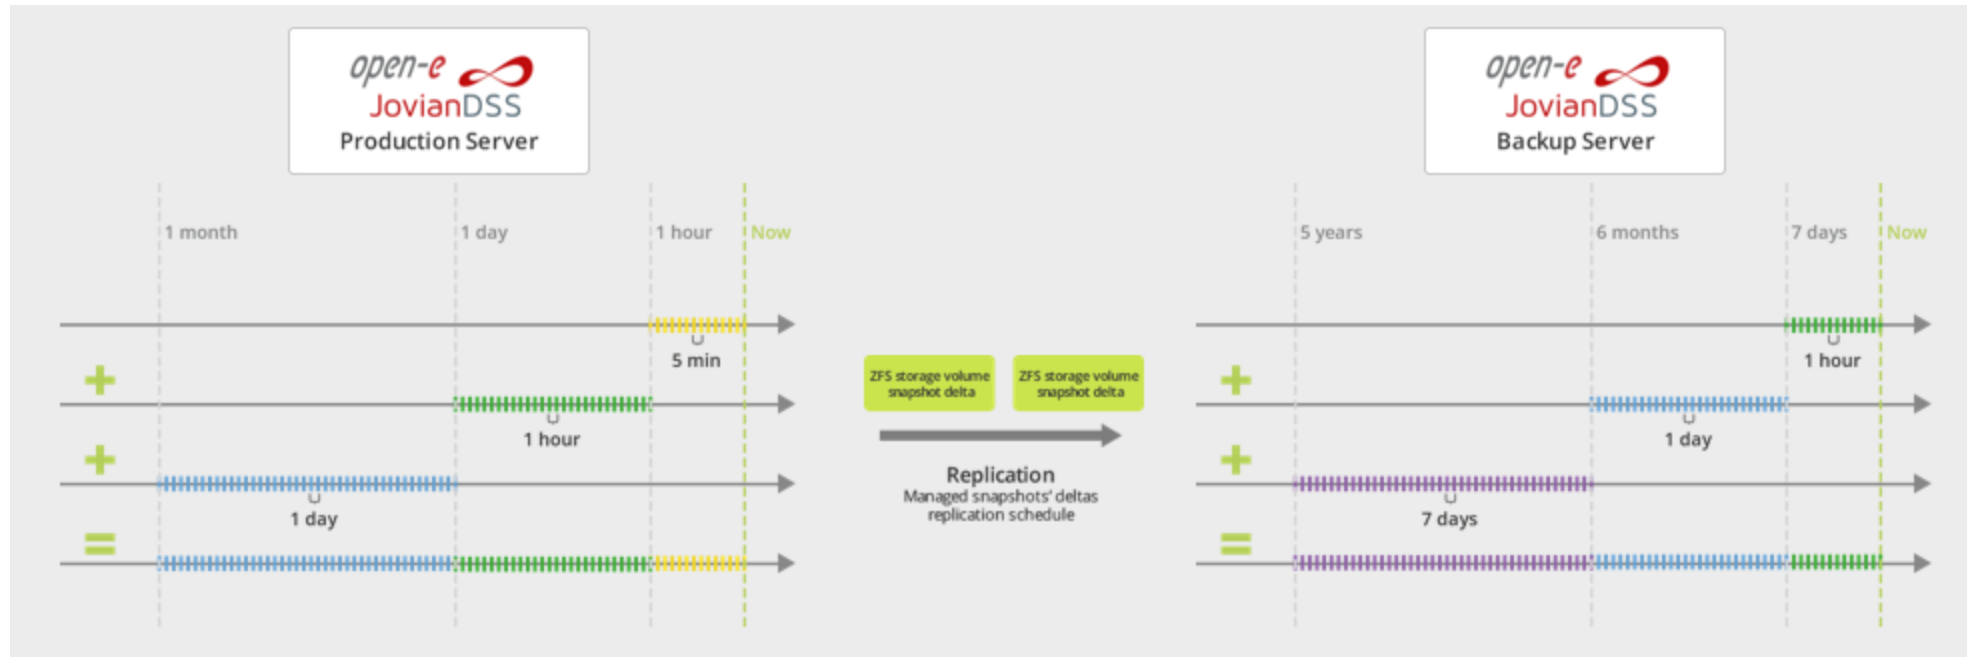 open-e
JovianDSS
Production Server
1 month
1 day
1 hour
Now
5 min
1 hour
1 day
ZFS storage volume
snapshot delta
ZFS storage volume
snapshot delta
Replication
Managed snapshots' deltas
replication schedule
open-e
JovianDSS
Backup Server
5 years
6 months
7 days
Now
1 hour
1 day
7 days